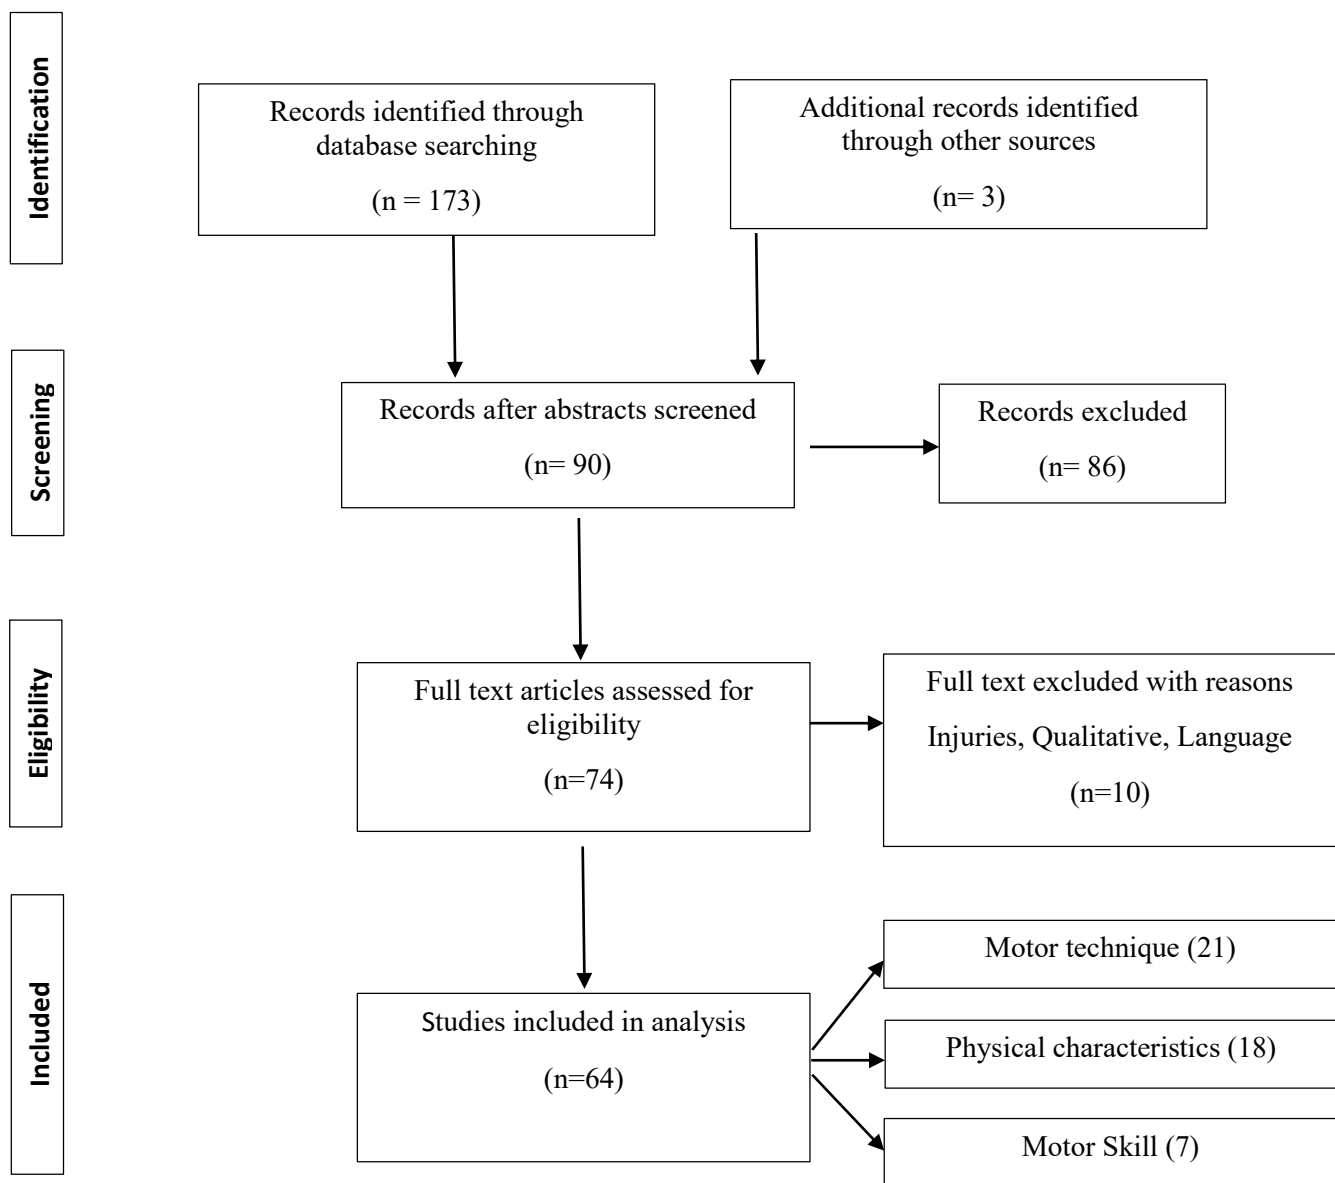 Identification
Records identified through
database searching
(n = 173)
Additional records identified
through other sources
(n= 3)
Screening
Records after abstracts screened
(n= 90)
Records excluded
(n= 86)
Eligibility
Full text articles assessed for
eligibility
(n=74)
Full text excluded with reasons
Injuries, Qualitative, Language
(n=10)
Included
Studies included in analysis
(n=64)
Motor technique (21)
Physical characteristics (18)
Motor Skill (7)